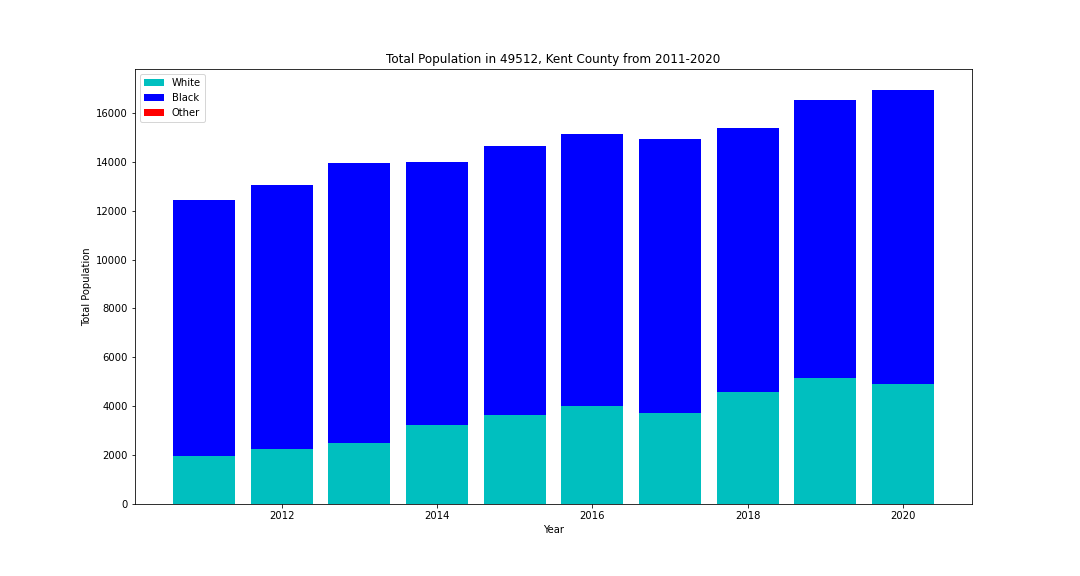 Total Population in 49512, Kent County from 2011-2020
White
Black
Other
16000
14000
12000
10000
8000
6000
4000
2000
0
Total Population
2012
2014
2016
2018
2020
Year